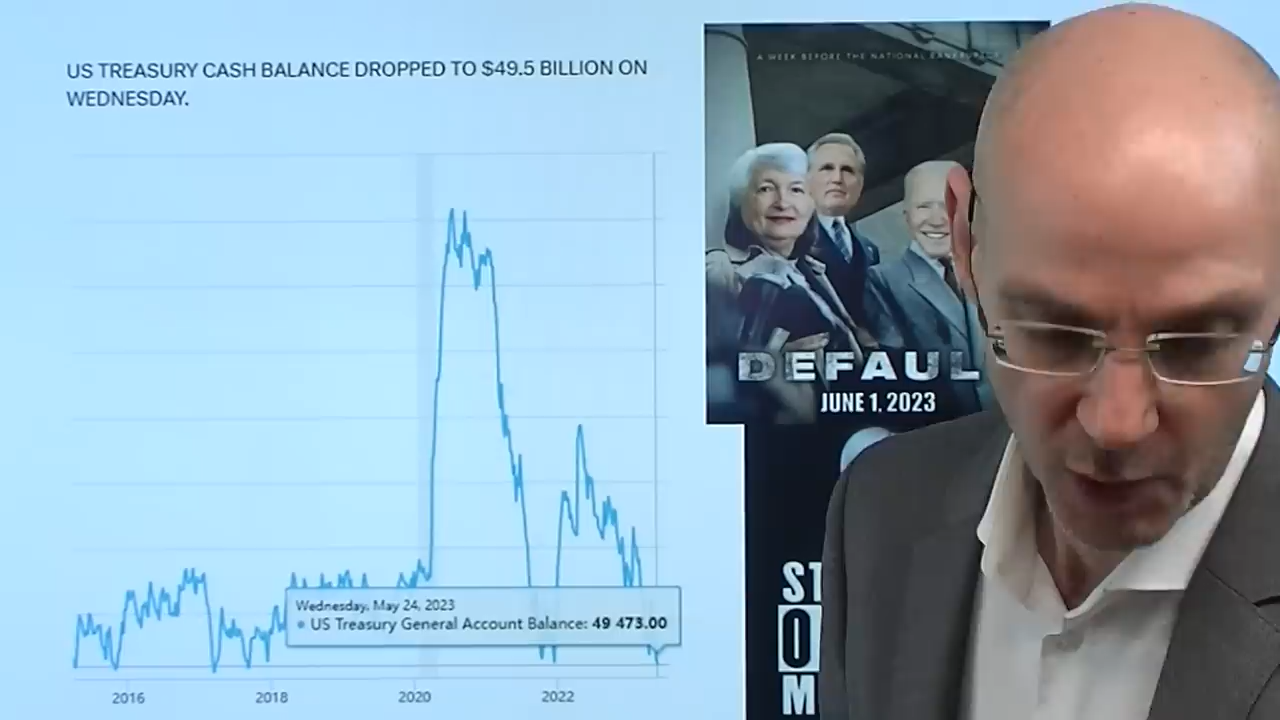 US TREASURY CASH BALANCE DROPPED TO $49.5 BILLION ON
WEDNESDAY.
A WEEK BEFORE THE NATIONAL
DEFAUL
JUNE 1, 2023
Wednesday, May 24, 2023
US Treasury General Account Balance: 49 473.00
ST
O
M
2016 2018 2020 2022